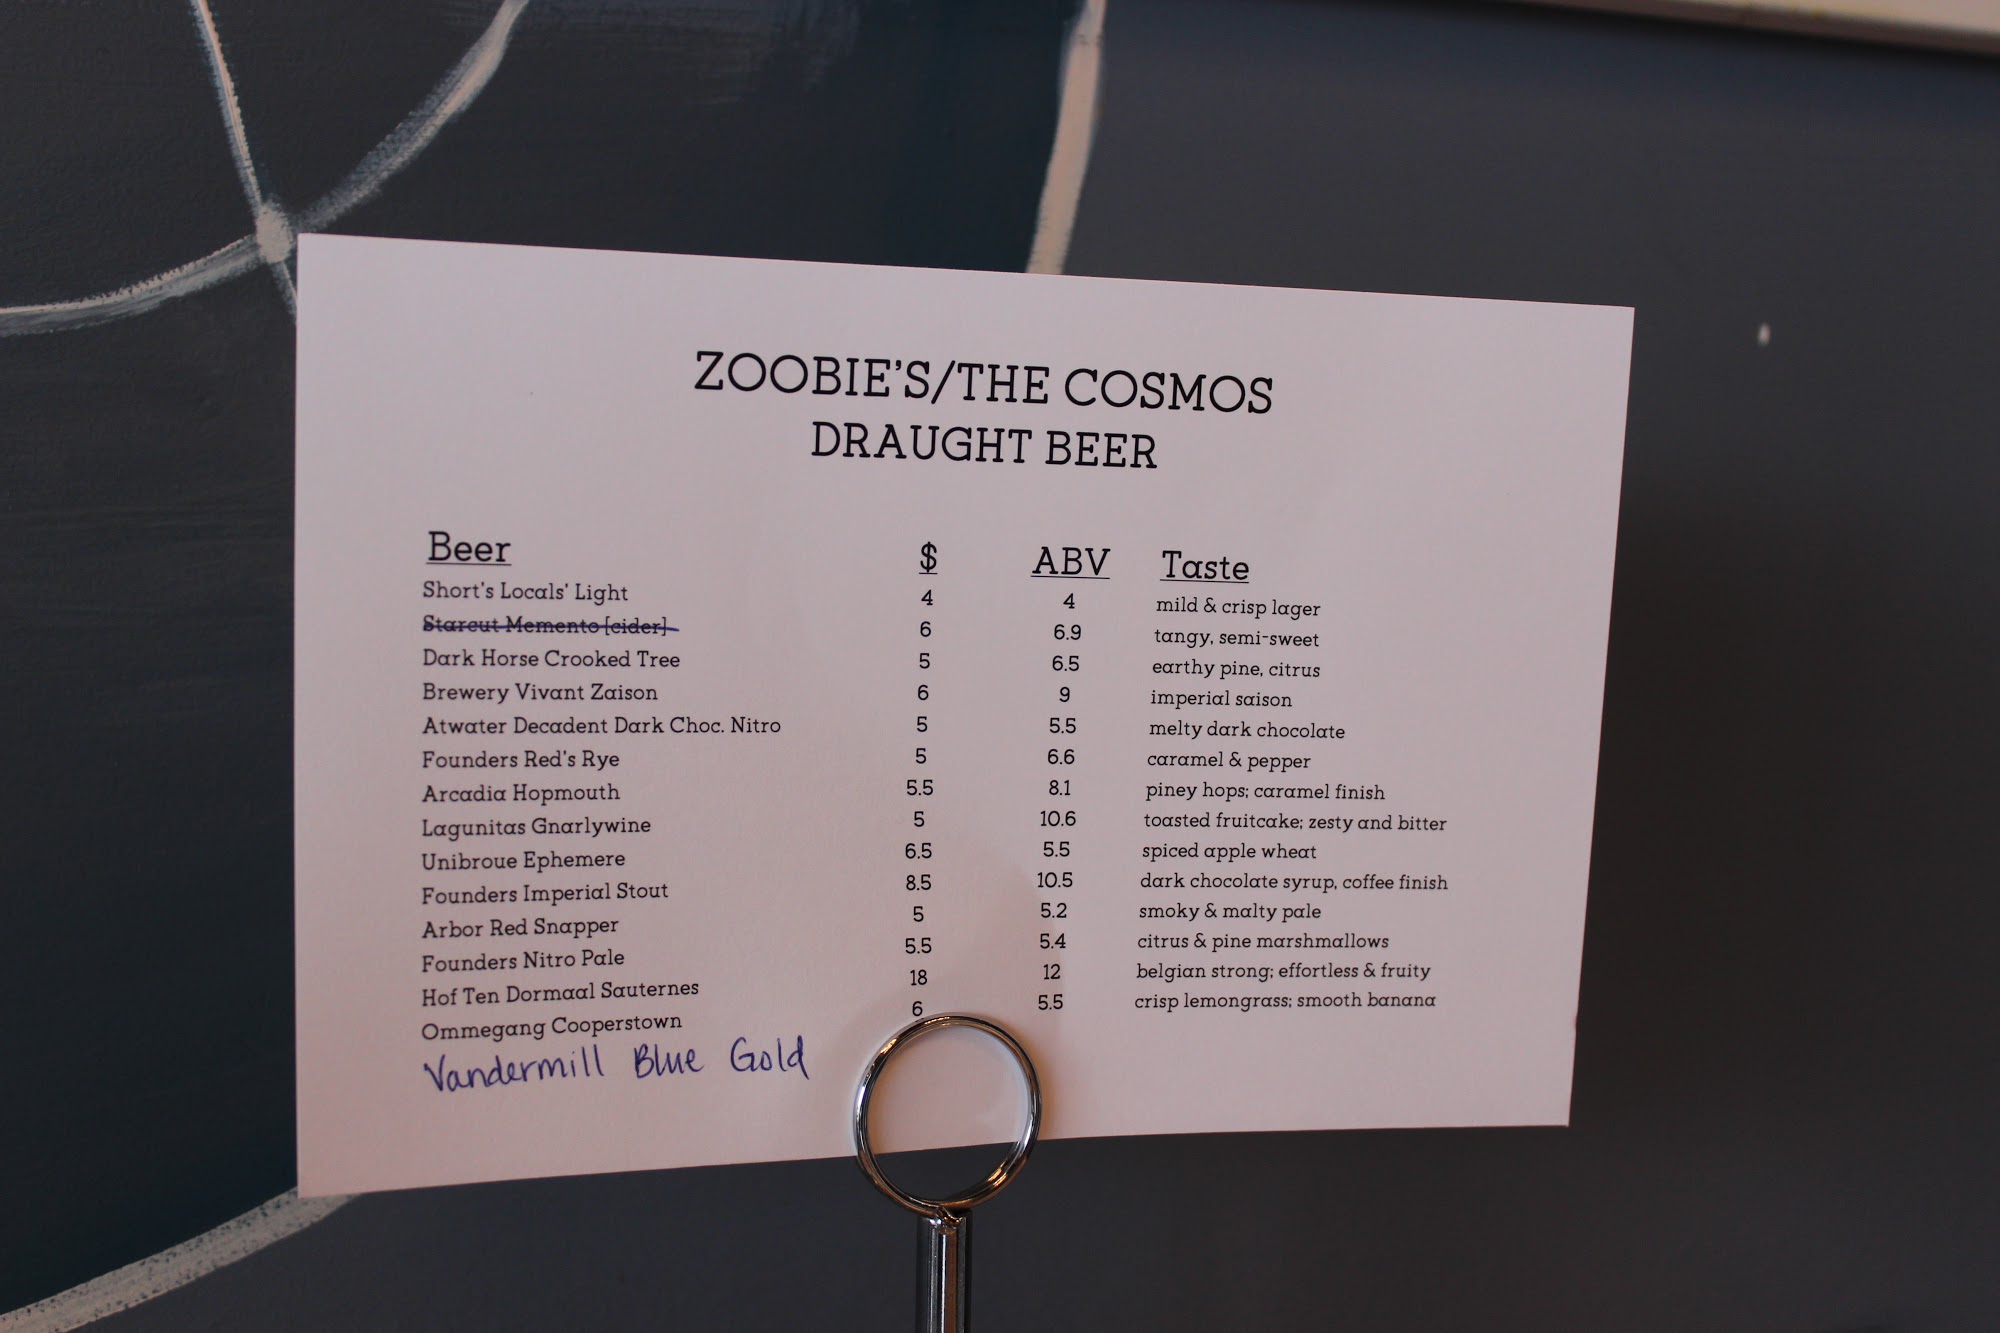 ZOOBIE'S/THE COSMOS
DRAUGHT BEER
Beer $ ABV Taste
Short's Locals' Light 4 4 mild & crisp lager
Starcut Memento [cider] 6 6.9 tangy, semi-sweet
Dark Horse Crooked Tree 5 6.5 earthy pine, citrus
Brewery Vivant Zaison 6 9 imperial saison
Atwater Decadent Dark Choc. Nitro 5 5.5 melty dark chocolate
Founders Red's Rye 5 6.6 caramel & pepper
Arcadia Hopmouth 5.5 8.1 piney hops; caramel finish
Lagunitas Gnarlywine 5 10.6 toasted fruitcake; zesty and bitter
Unibroue Ephemere 6.5 5.5 spiced apple wheat
Founders Imperial Stout 8.5 10.5 dark chocolate syrup, coffee finish
Arbor Red Snapper 5 5.2 smoky & malty pale
Founders Nitro Pale 5.5 5.4 citrus & pine marshmallows
Hof Ten Dormaal Sauternes 18 12 belgian strong; effortless & fruity
Ommegang Cooperstown 6 5.5 crisp lemongrass; smooth banana
Vandermill Blue Gold